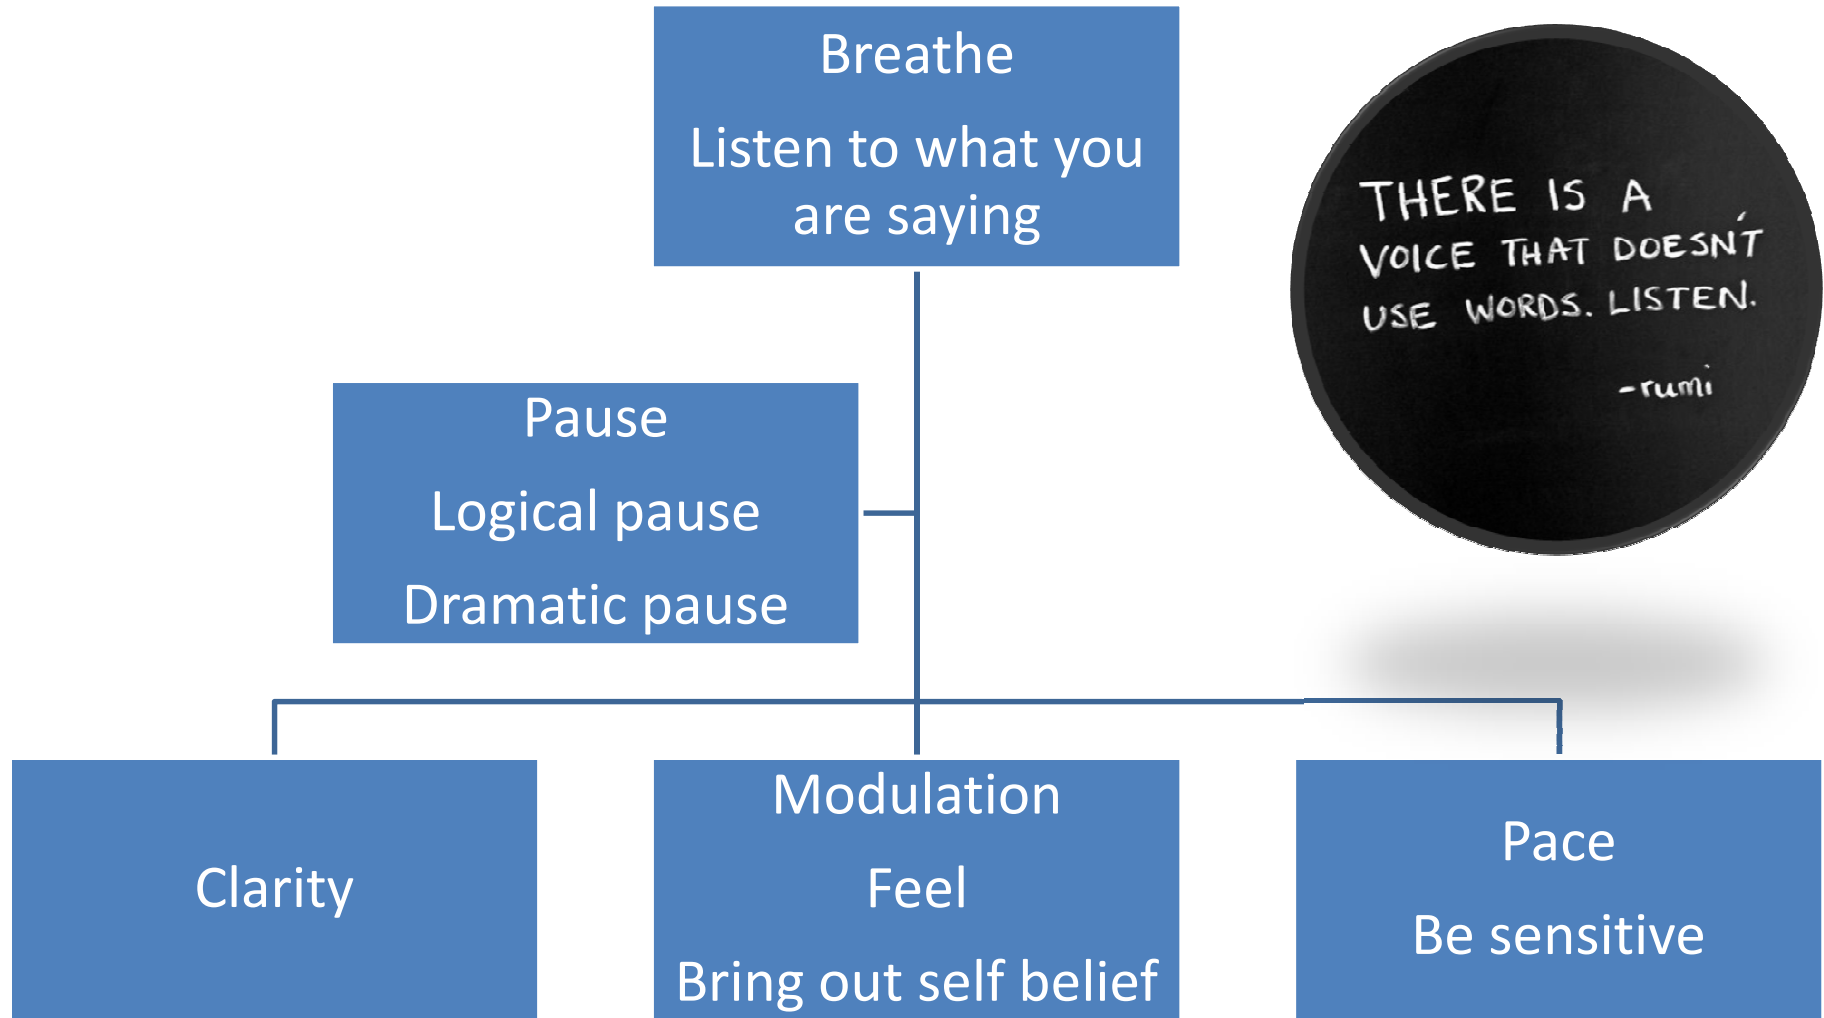 Breathe
Listen to what you
are saying
THERE IS A
VOICE THAT DOESN'T
USE WORDS. LISTEN.
-rumi
Pause
Logical pause
Dramatic pause
Clarity
Modulation
Feel
Bring out self belief
Pace
Be sensitive